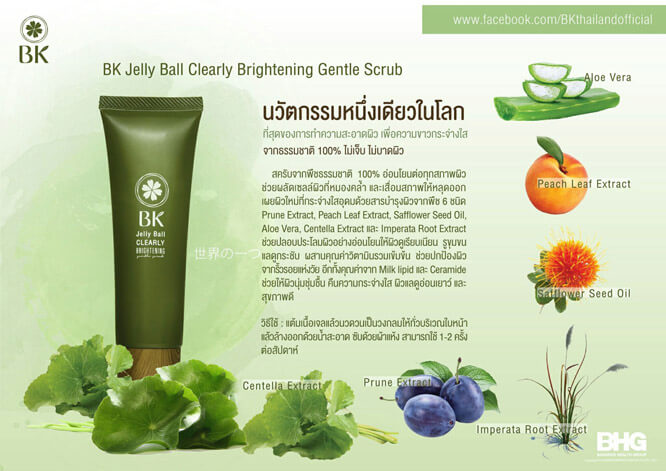 www.facebook.com/BKthailandofficial
BK
BK Jelly Ball Clearly Brightening Gentle Scrub
นวัตกรรมหนึ่งเดียวในโลก
ที่สุดของการทำความสะอาดผิว เพื่อความขาวกระจ่างใส
จากธรรมชาติ 100% ไม่เจ็บ ไม่บาดผิว
สครับจากพืชธรรมชาติ 100% อ่อนโยนต่อทุกสภาพผิว
ช่วยผลัดเซลล์ผิวที่หมองคล้ำ และเสื่อมสภาพให้หลุดออก
เผยผิวใหม่ที่กระจ่างใสอุดมด้วยสารบำรุงผิวจากพืช 6 ชนิด
Prune Extract, Peach Leaf Extract, Safflower Seed Oil,
Aloe Vera, Centella Extract และ Imperata Root Extract
ช่วยปลอบประโลมผิวอย่างอ่อนโยนให้ผิวดูเรียบเนียน รูขุมขน
แลดูกระชับ ผสานคุณค่าวิตามินรวมเข้มข้น ช่วยปกป้องผิว
จากริ้วรอยแห่งวัย อีกทั้งคุณค่าจาก Milk lipid และ Ceramide
ช่วยให้ผิวนุ่มชุ่มชื้น คืนความกระจ่างใส ผิวแลดูอ่อนเยาว์ และ
สุขภาพดี
วิธีใช้ : แต้มเนื้อเจลแล้วนวดวนเป็นวงกลมให้ทั่วบริเวณใบหน้า
แล้วล้างออกด้วยน้ำสะอาด ซับด้วยผ้าแห้ง สามารถใช้ 1-2 ครั้ง
ต่อสัปดาห์
BK
Jelly Ball
CLEARLY
BRIGHTENING
gentle scrub
世界の一つ
Aloe Vera
Peach Leaf Extract
Safflower Seed Oil
Centella Extract
Prune Extract
Imperata Root Extract
BHG